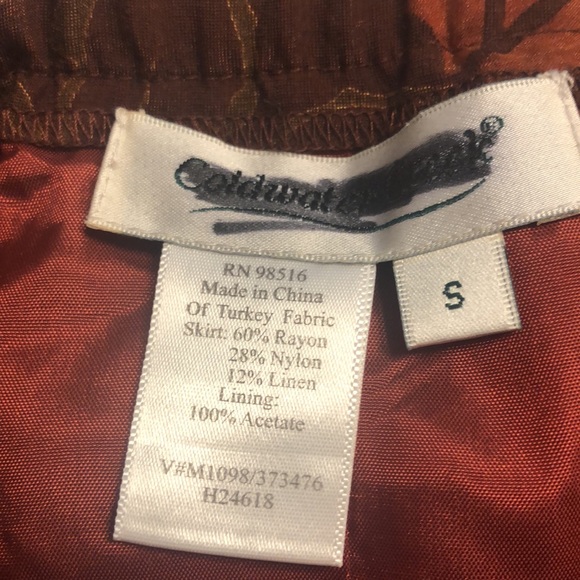 Coldwater Creek®
S
RN 98516
Made in China
Of Turkey Fabric
Skirt: 60% Rayon
28% Nylon
12% Linen
Lining:
100% Acetate
V#M1098/373476
H24618